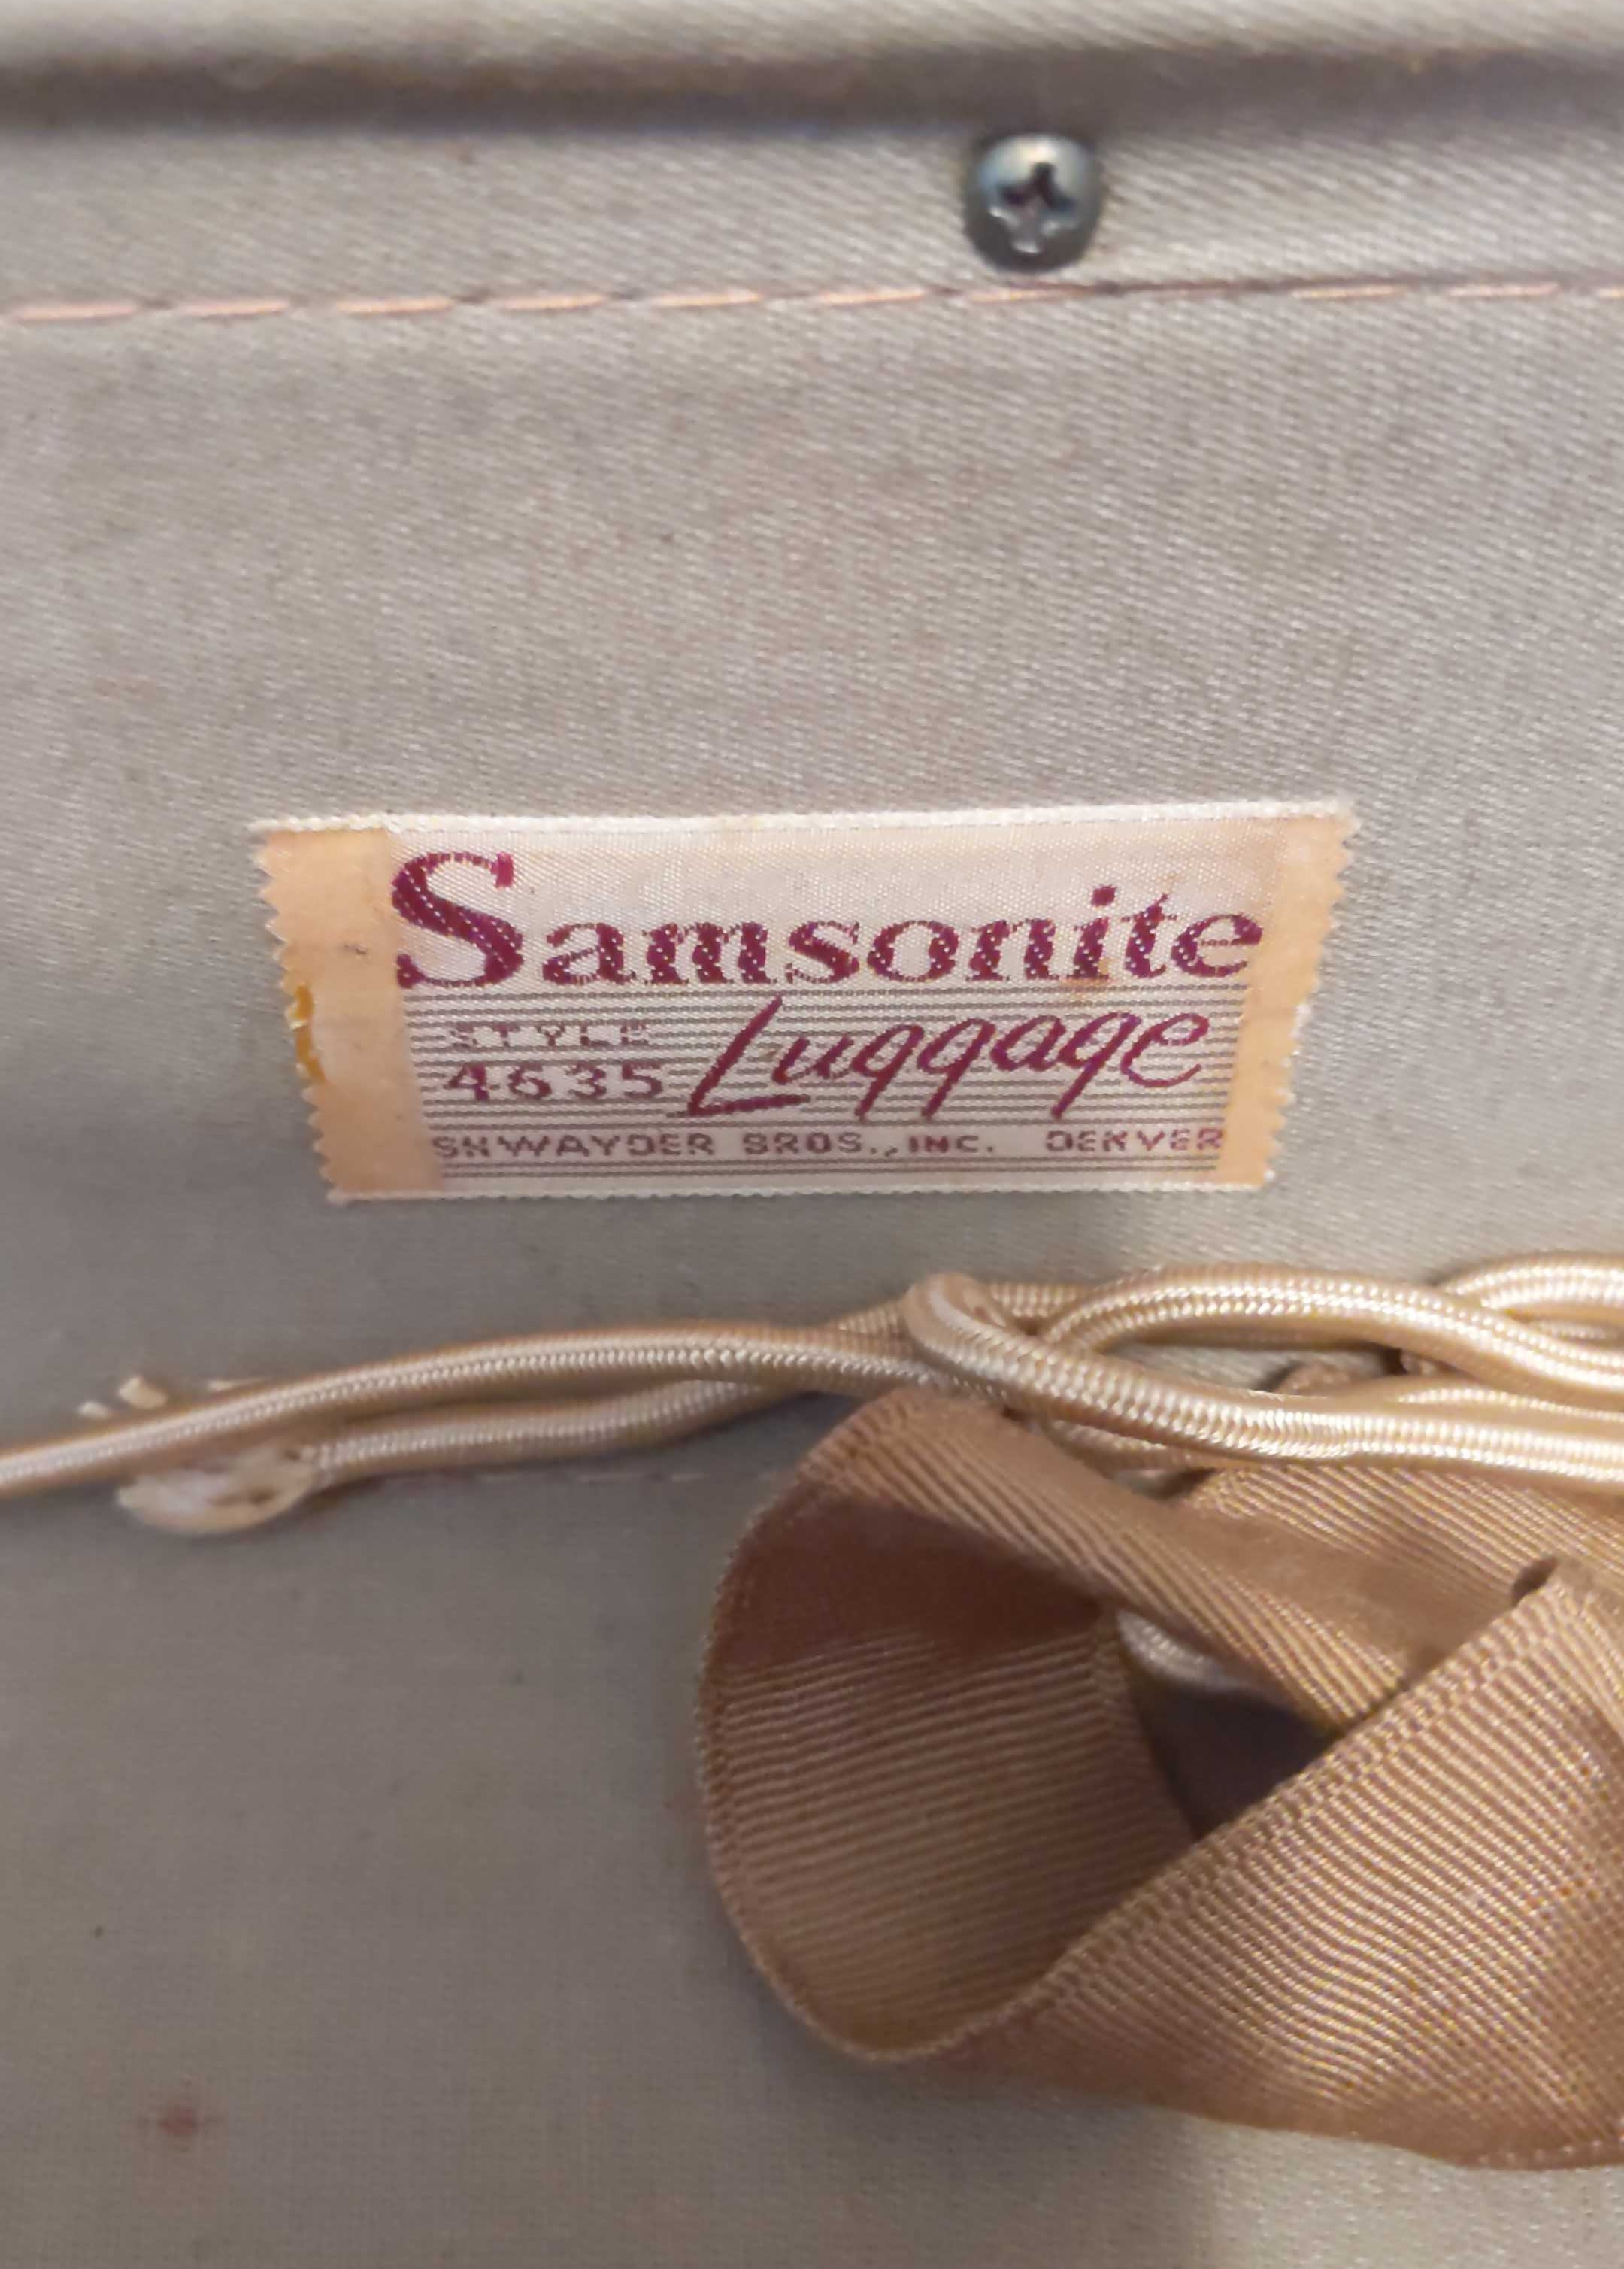 Samsonite
STYLE
4635 Luggage
SHWAYDER BROS., INC. DENVER